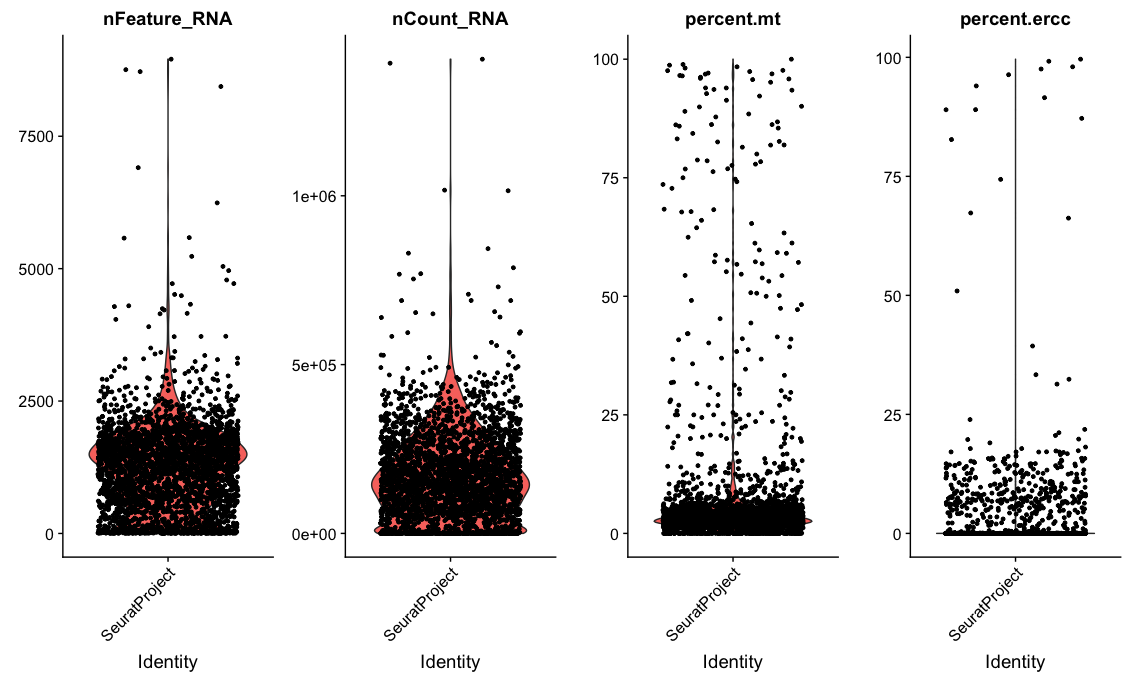 nFeature_RNA
7500
5000
2500
0
SeuratProject
Identity
nCount_RNA
1e+06
5e+05
0e+00
SeuratProject
Identity
percent.mt
100
75
50
25
0
SeuratProject
Identity
percent.ercc
100
75
50
25
0
SeuratProject
Identity